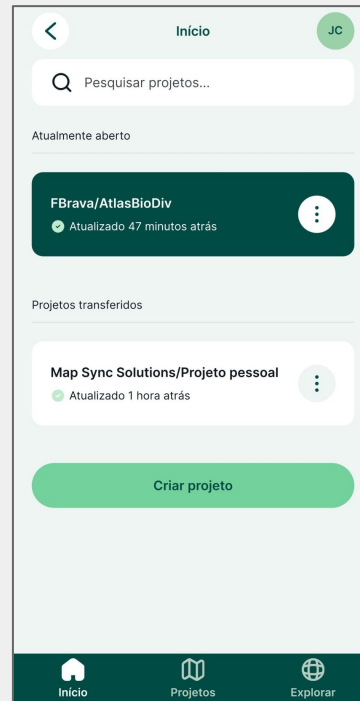 Início
JC
Pesquisar projetos...
Atualmente aberto
FBrava/AtlasBioDiv
Atualizado 47 minutos atrás
Projetos transferidos
Map Sync Solutions/Projeto pessoal
Atualizado 1 hora atrás
Criar projeto
Início
Projetos
Explorar